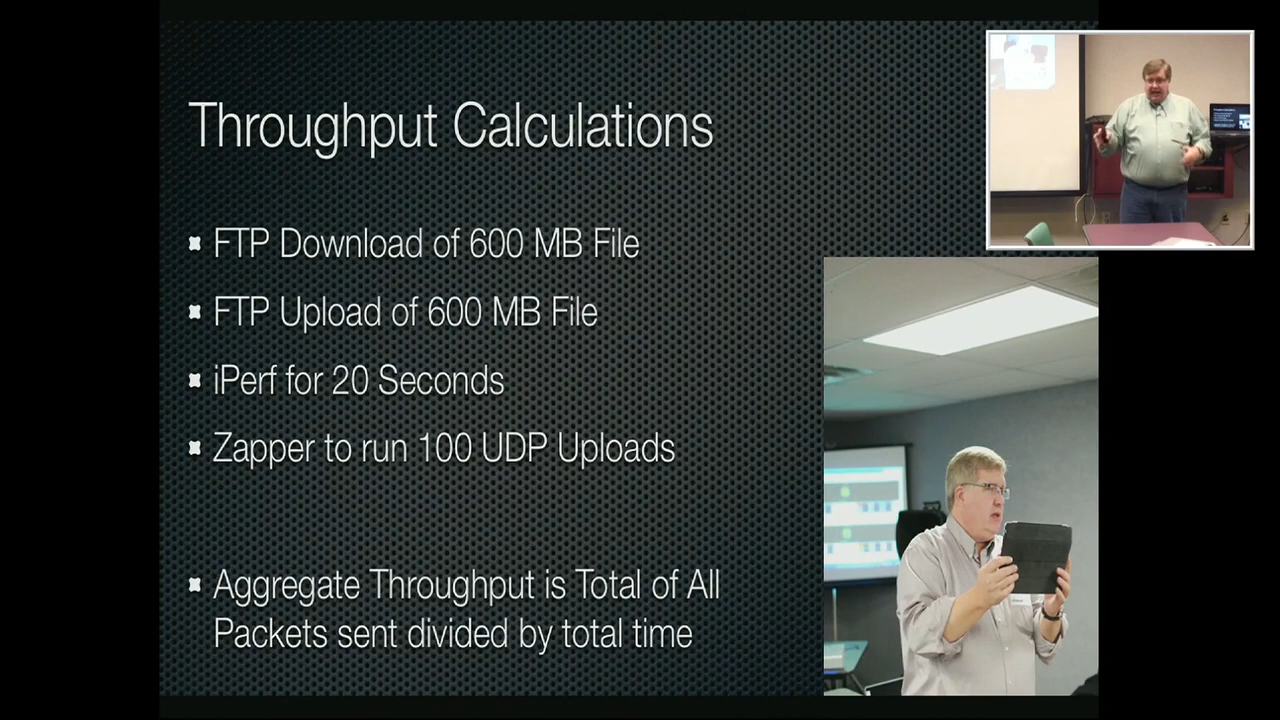 Throughput Calculations
FTP Download of 600 MB File
FTP Upload of 600 MB File
iPerf for 20 Seconds
Zapper to run 100 UDP Uploads
Aggregate Throughput is Total of All
Packets sent divided by total time